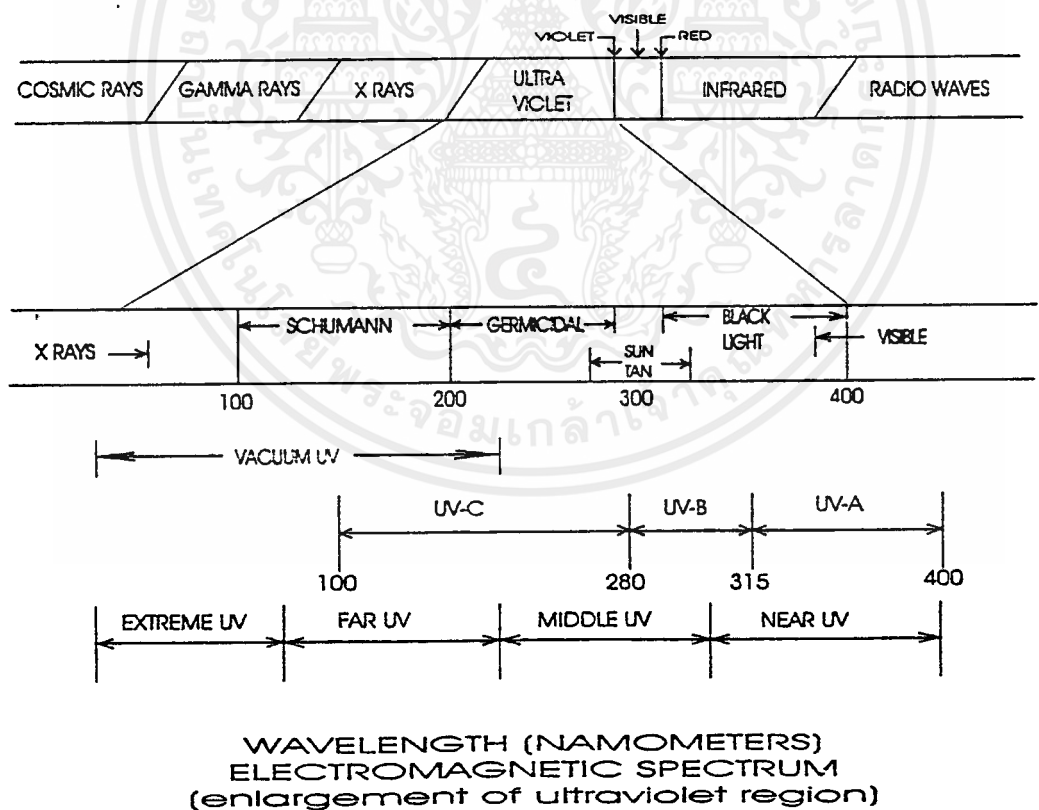 VISIBLE
VIOLET RED
COSMIC RAYS GAMMA RAYS X RAYS ULTRA VIOLET INFRARED RADIO WAVES
SCHUMANN GERMICIDAL BLACK LIGHT
X RAYS SUN TAN VISIBLE
100 200 300 400
VACUUM UV
UV-C UV-B UV-A
100 280 315 400
EXTREME UV FAR UV MIDDLE UV NEAR UV
WAVELENGTH (NAMOMETERS)
ELECTROMAGNETIC SPECTRUM
(enlargement of ultraviolet region)